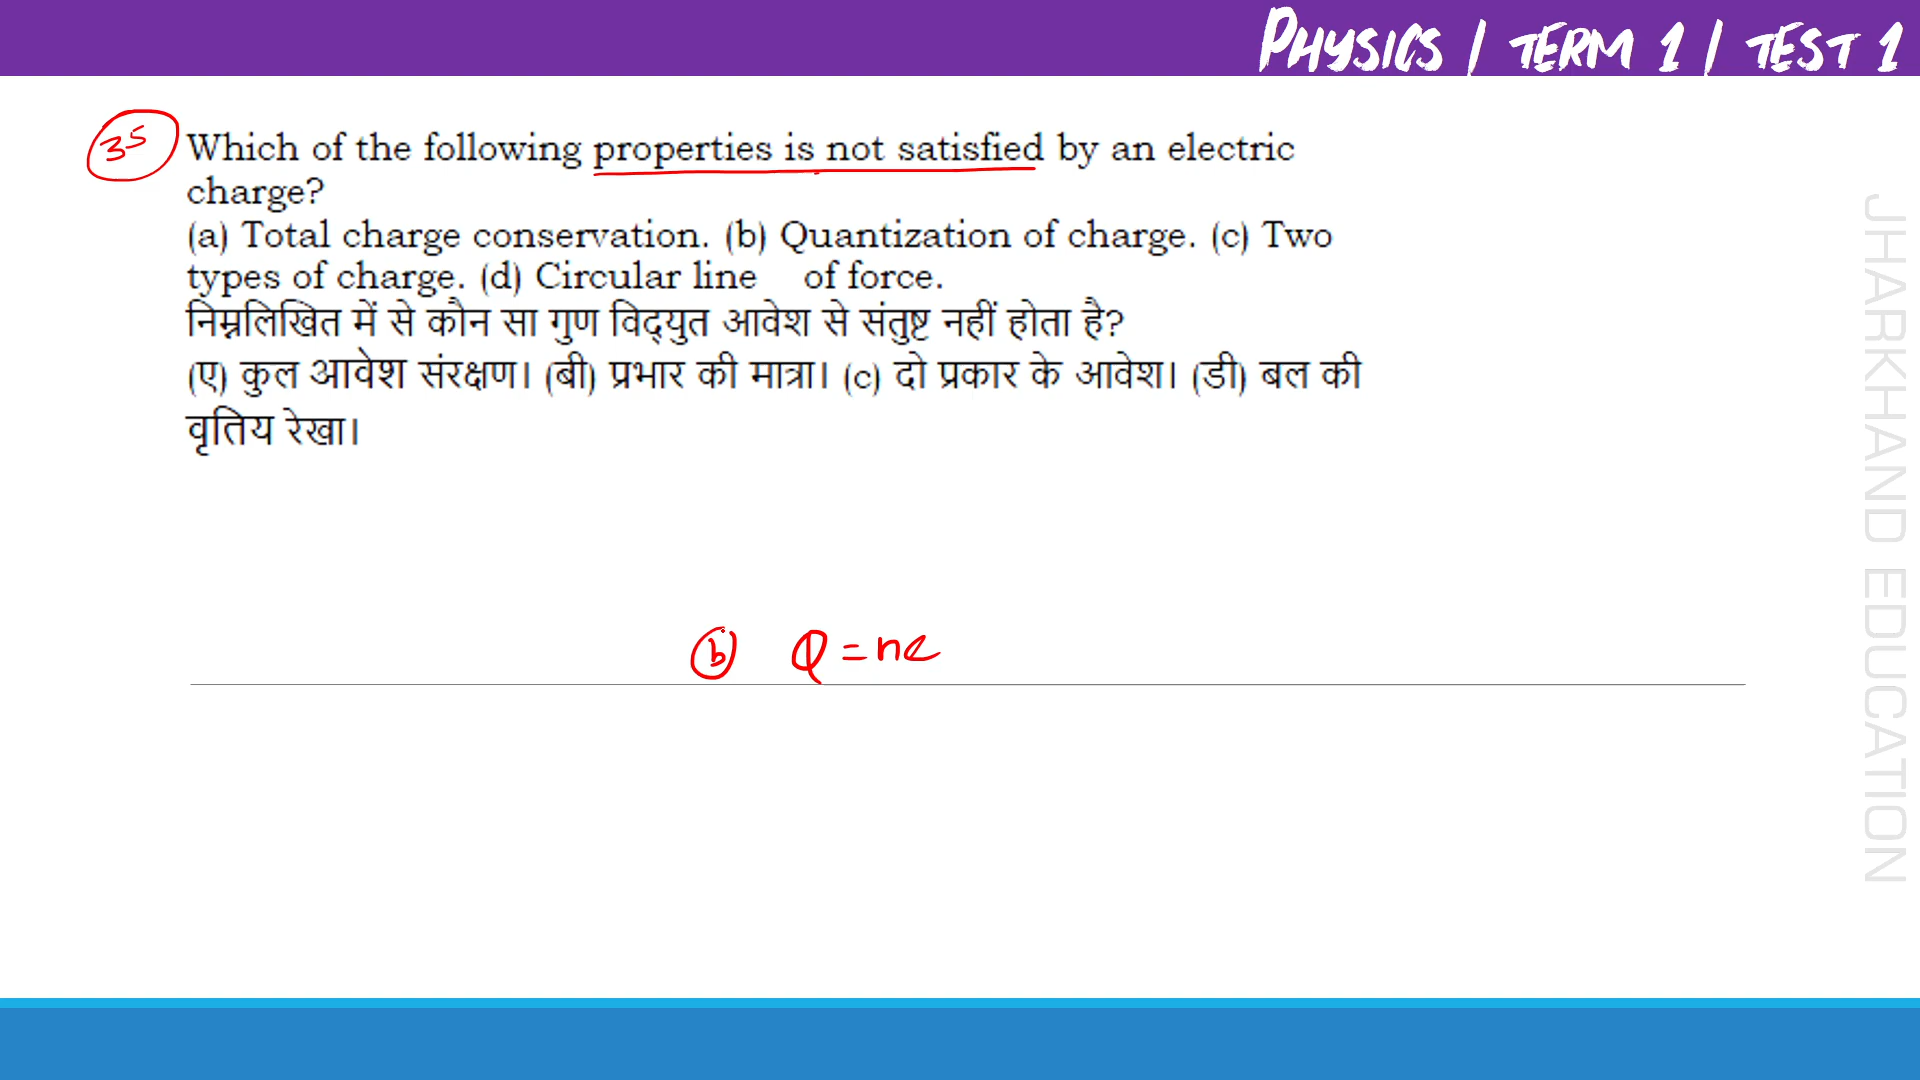 PHYSICS | TERM 1 | TEST 1
35
Which of the following properties is not satisfied by an electric
charge?
(a) Total charge conservation. (b) Quantization of charge. (c) Two
types of charge. (d) Circular line of force.
निम्नलिखित में से कौन सा गुण विद्युत आवेश से संतुष्ट नहीं होता है?
(ए) कुल आवेश संरक्षण। (बी) प्रभार की मात्रा। (c) दो प्रकार के आवेश। (डी) बल की
वृतिय रेखा।
b Q = ne
JHARKHAND EDUCATION